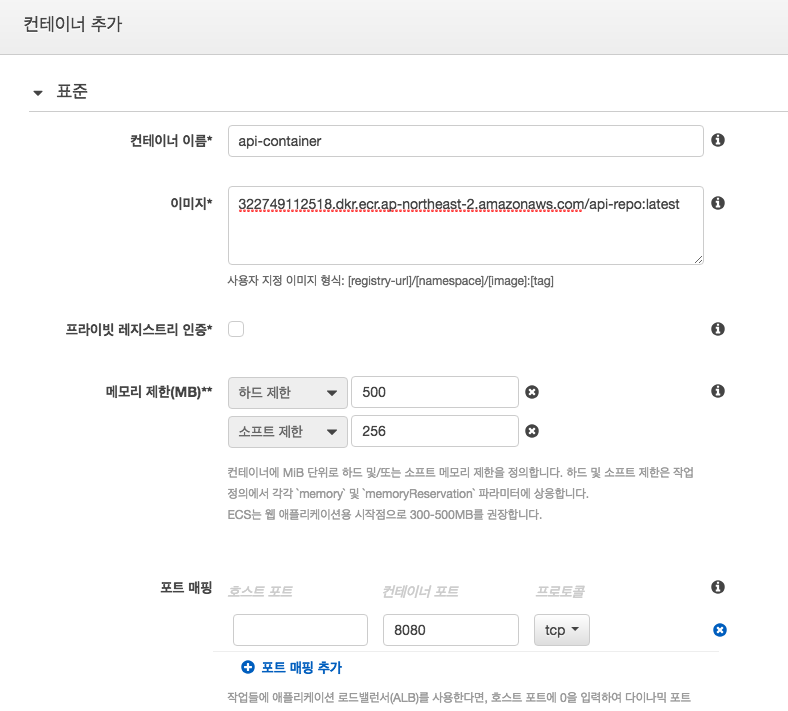 컨테이너 추가
표준
컨테이너 이름* api-container
이미지* 322749112518.dkr.ecr.ap-northeast-2.amazonaws.com/api-repo:latest
사용자 지정 이미지 형식: [registry-url]/[namespace]/[image]:[tag]
프라이빗 레지스트리 인증*
메모리 제한(MB)** 하드 제한 500
소프트 제한 256
컨테이너에 MiB 단위로 하드 및/또는 소프트 메모리 제한을 정의합니다. 하드 및 소프트 제한은 작업
정의에서 각각 `memory` 및 `memoryReservation` 파라미터에 상응합니다.
ECS는 웹 애플리케이션용 시작점으로 300-500MB를 권장합니다.
포트 매핑 호스트 포트 컨테이너 포트 프로토콜
8080 tcp
포트 매핑 추가
작업들에 애플리케이션 로드밸런서(ALB)를 사용한다면, 호스트 포트에 0을 입력하여 다이나믹 포트